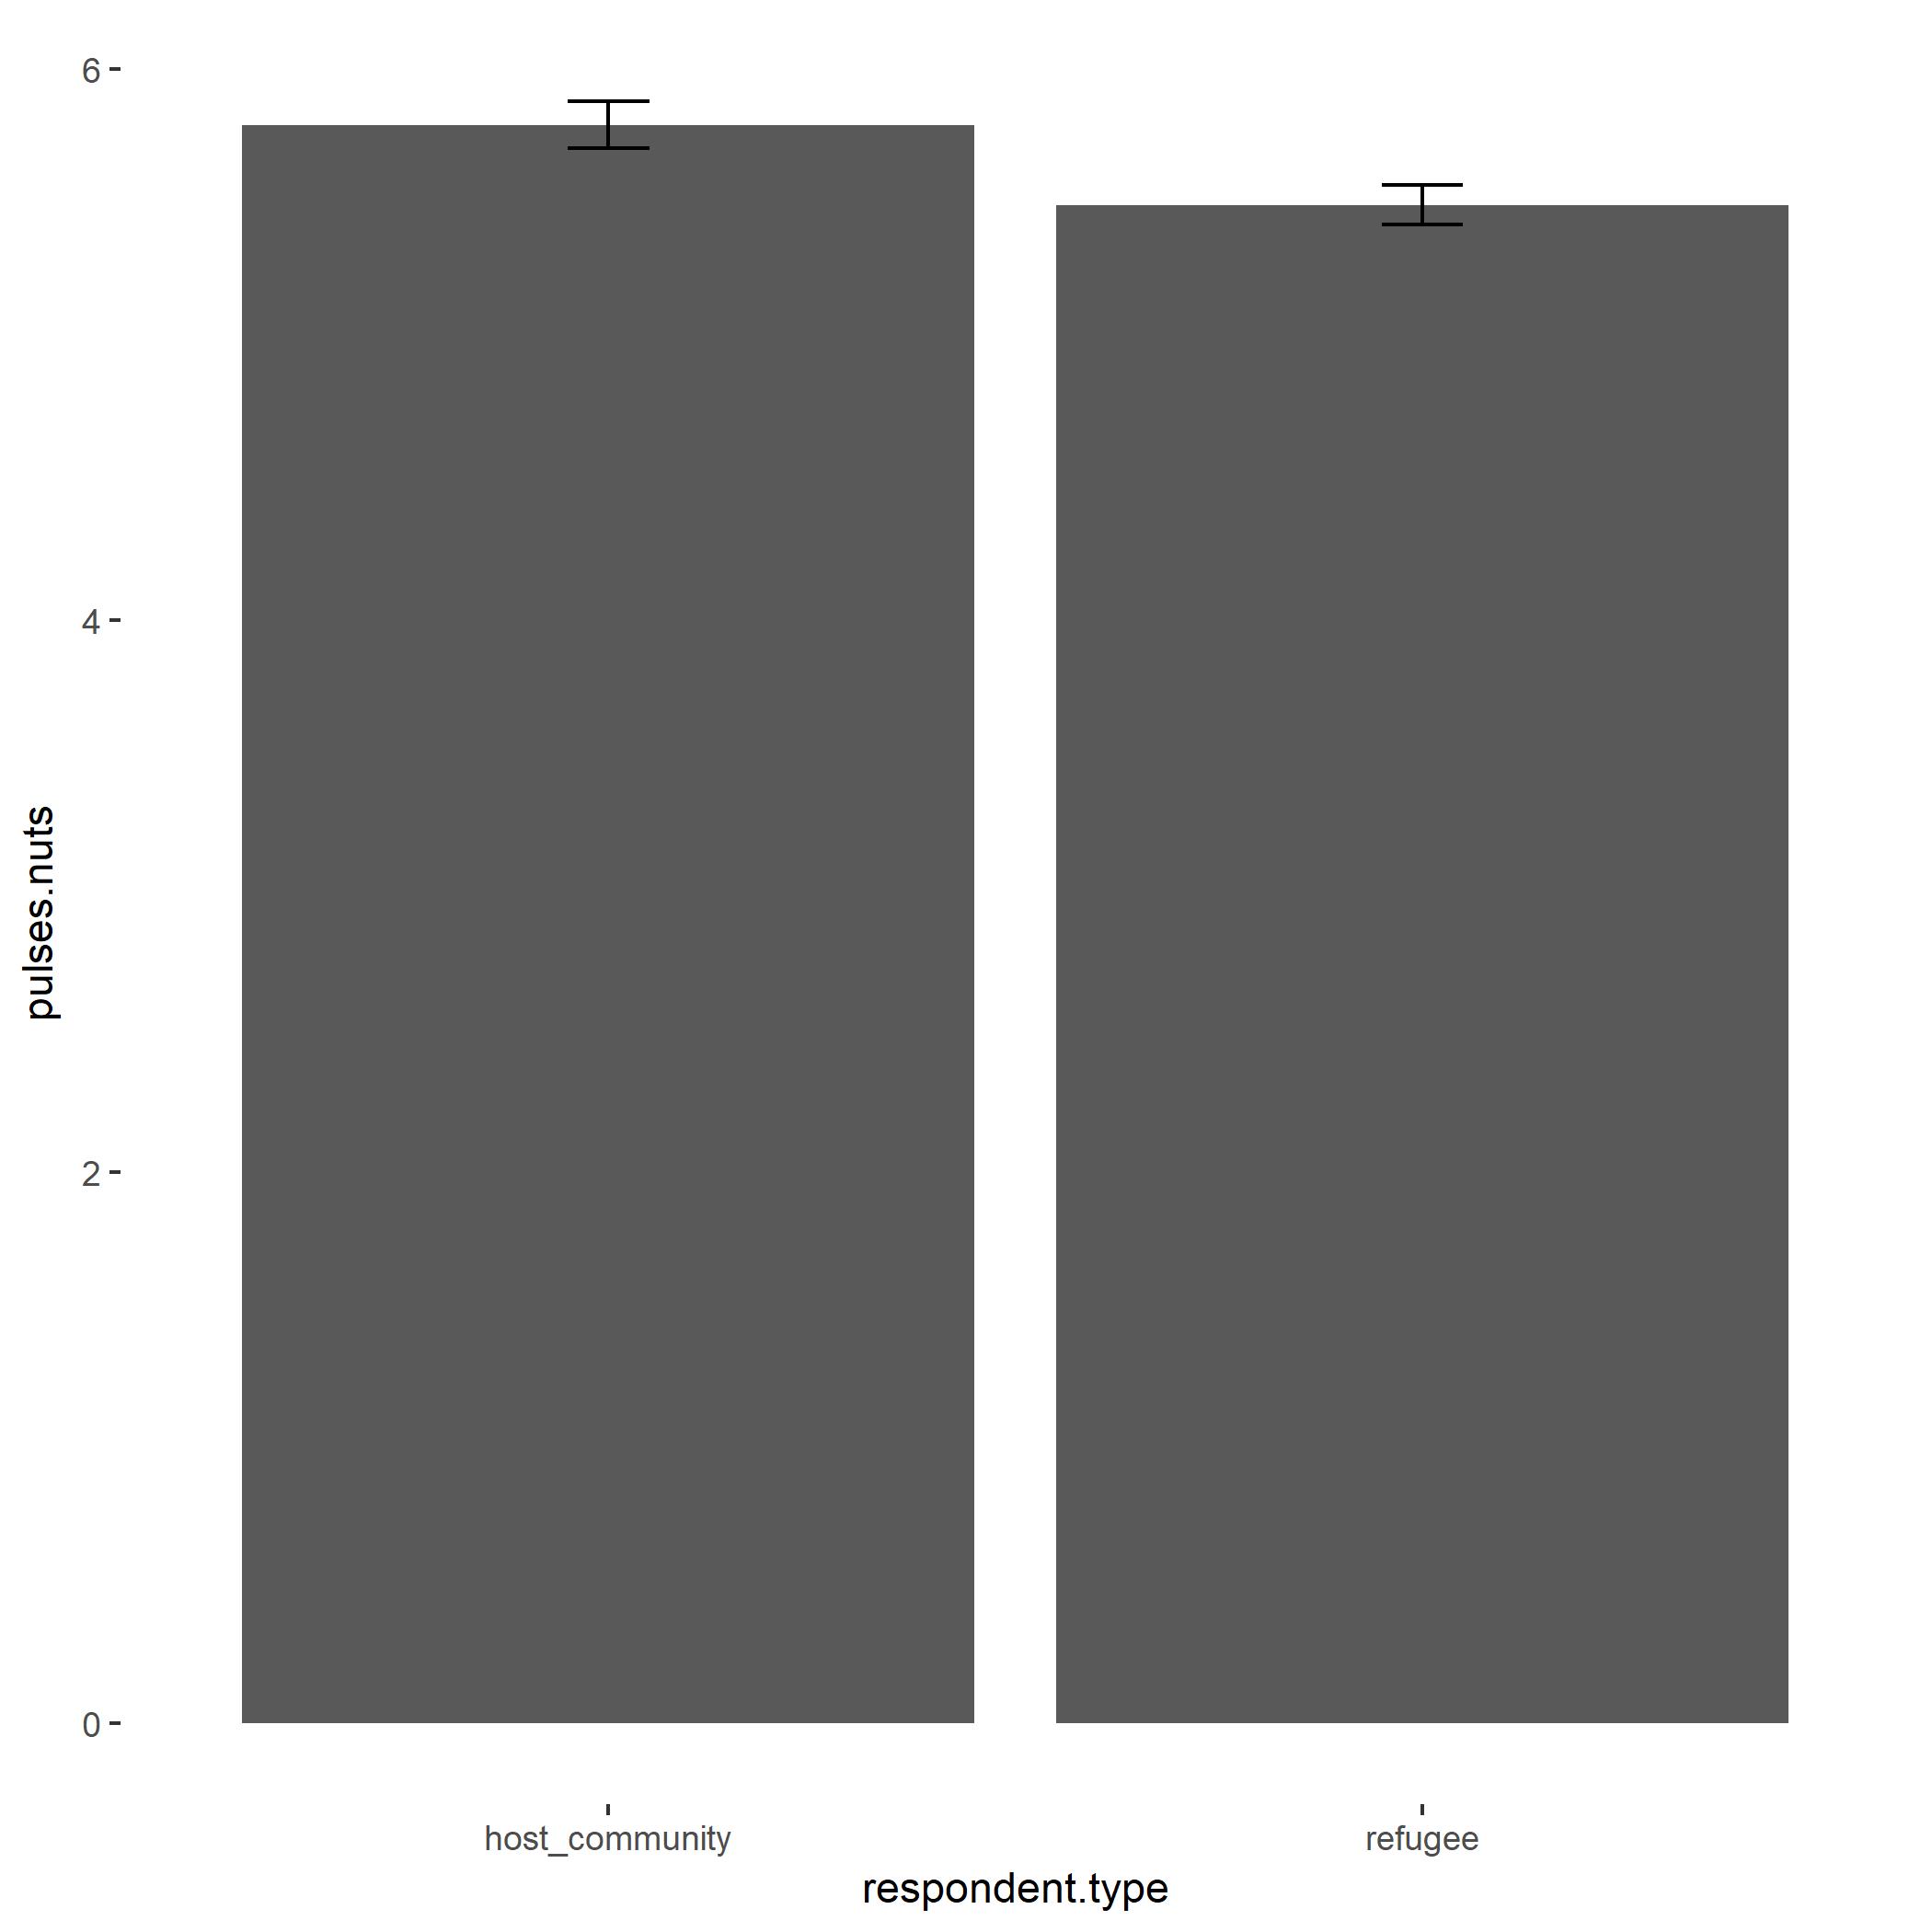 6
4
2
0
pulses.nuts
host_community
refugee
respondent.type